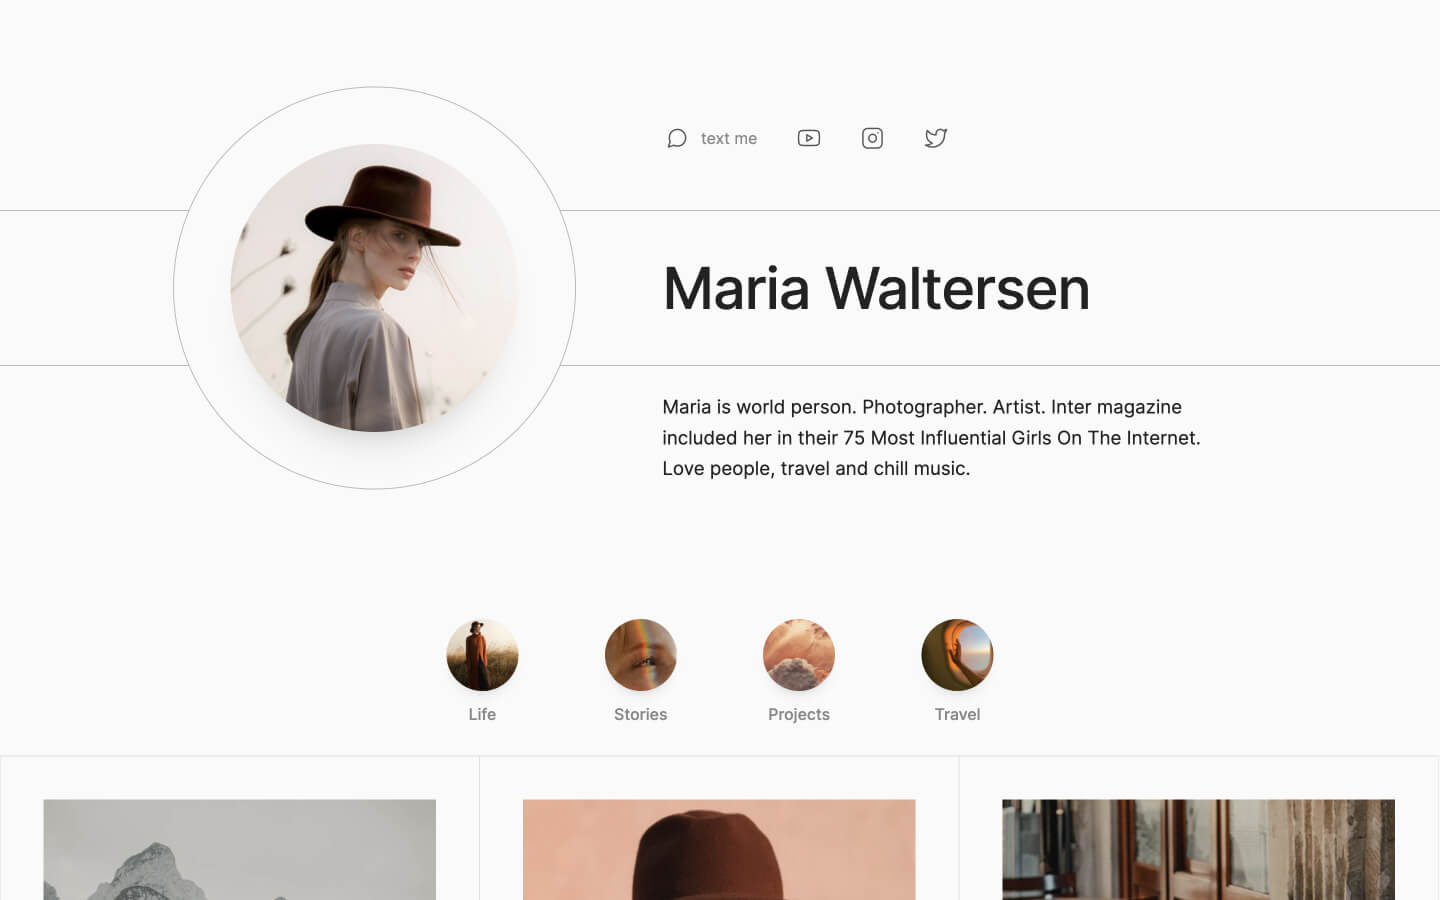 text me
Maria Waltersen
Maria is world person. Photographer. Artist. Inter magazine
included her in their 75 Most Influential Girls On The Internet.
Love people, travel and chill music.
Life
Stories
Projects
Travel